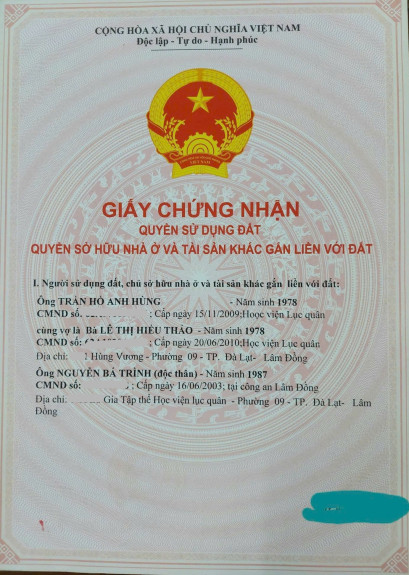 CỘNG HÒA XÃ HỘI CHỦ NGHĨA VIỆT NAM
Độc lập - Tự do - Hạnh phúc
VIỆT NAM
GIẤY CHỨNG NHẬN
QUYỀN SỬ DỤNG ĐẤT
QUYỀN SỞ HỮU NHÀ Ở VÀ TÀI SẢN KHÁC GẮN LIỀN VỚI ĐẤT
I. Người sử dụng đất, chủ sở hữu nhà ở và tài sản khác gắn liền với đất:
Ông TRẦN HỒ ANH HÙNG - Năm sinh 1978
CMND số: ; Cấp ngày 15/11/2009;Hoọc viện Lục quân
cùng vợ là Bà LÊ THỊ HIẾU THẢO - Năm sinh 1978
CMND số: ; Cấp ngày 20/06/2010;Học viện Lục quân
Địa chỉ: Hùng Vương - Phường 09 - TP. Đà Lạt- Lâm Đồng
Ông NGUYỄN BÁ TRÌNH (độc thân) - Năm sinh 1987
CMND số: ; Cấp ngày 16/06/2003; tại công an Lâm Đồng
Địa chỉ: Gia Tập thể Học viện lục quân - Phường 09 - TP. Đà Lạt- Lâm
Đồng